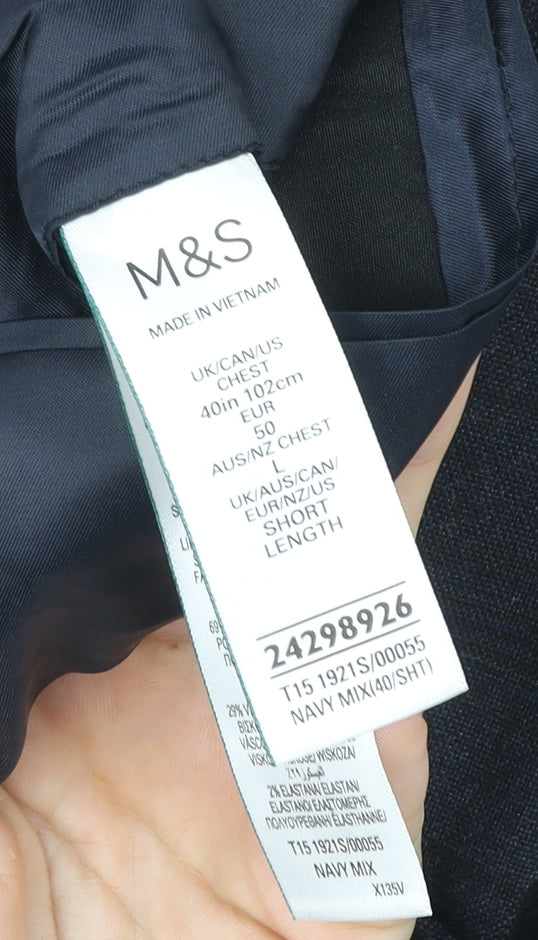 M&S
MADE IN VIETNAM
UK/CAN/US
CHEST
40in 102cm
EUR
50
AUS/NZ CHEST
L
UK/AUS/CAN/
EUR/NZ/US
SHORT
LENGTH
24298926
T15 1921S/00055
NAVY MIX(40/SHT)
29%
WISKOZA/
2% ELASTANE/ELASTAN/
T15 1921S/00055
NAVY MIX
X135V